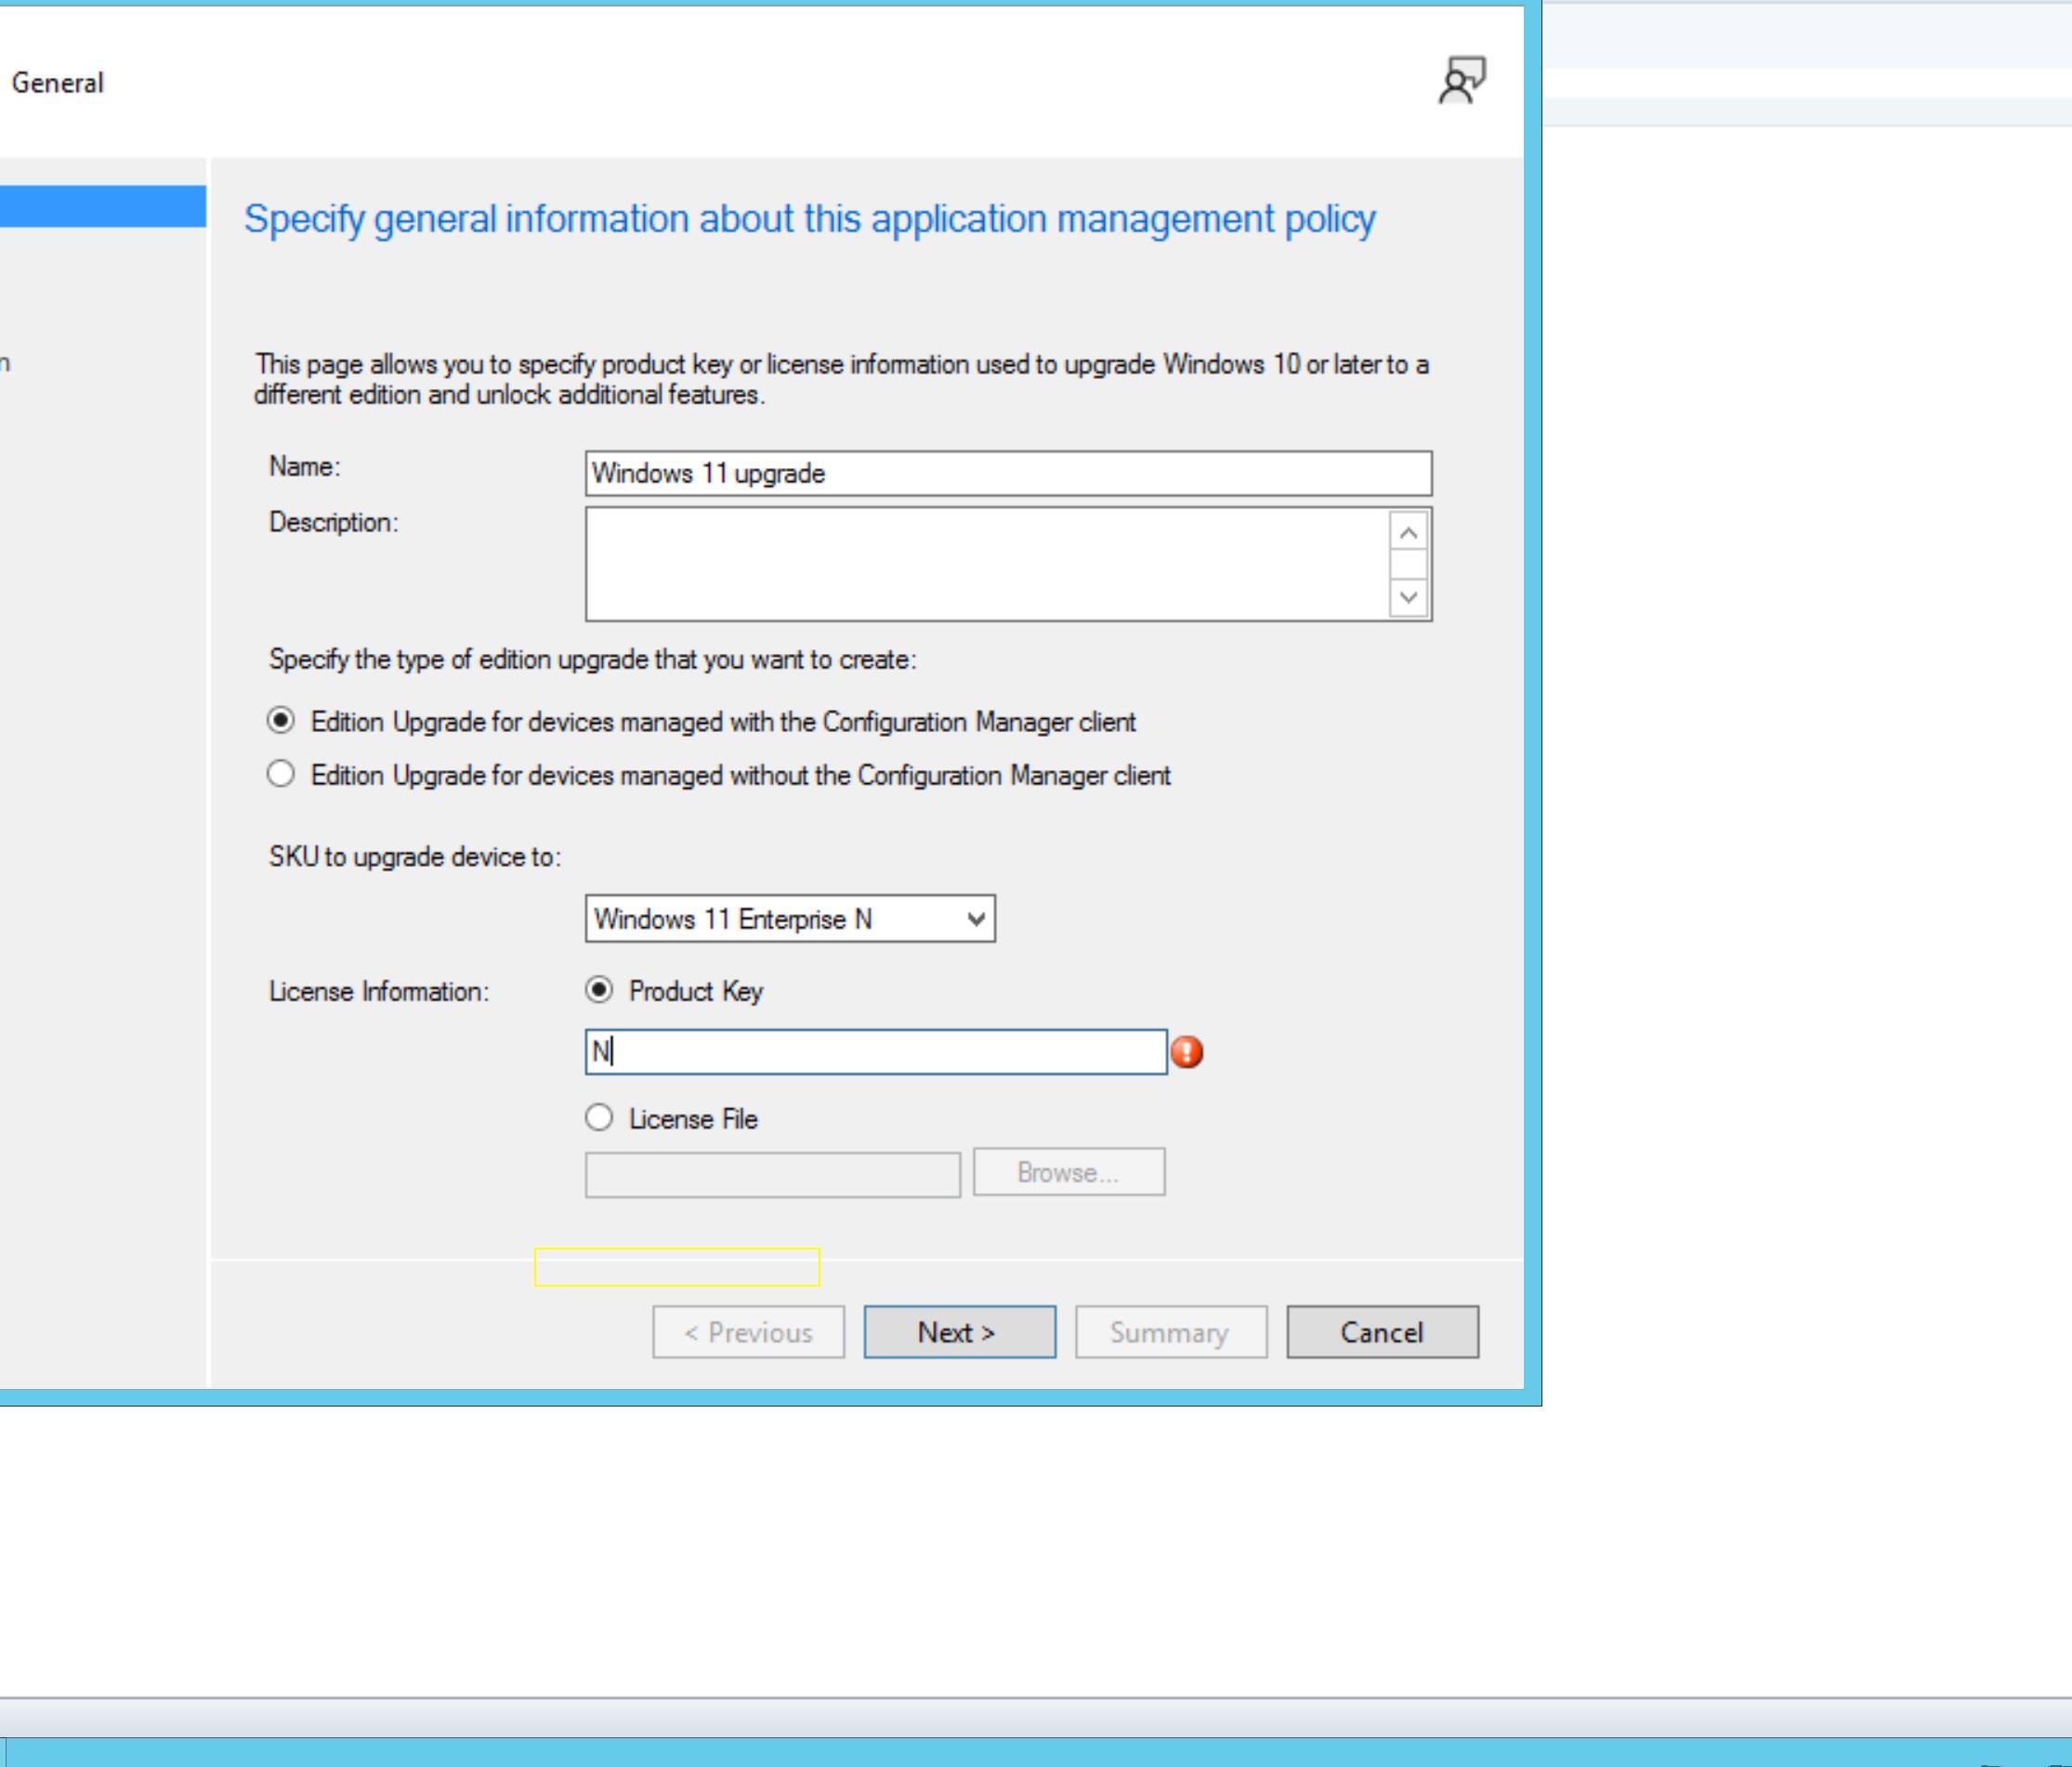 General
Specify general information about this application management policy
n
This page allows you to specify product key or license information used to upgrade Windows 10 or later to a
different edition and unlock additional features.
Name:
Windows 11 upgrade
Description:
Specify the type of edition upgrade that you want to create:
Edition Upgrade for devices managed with the Configuration Manager client
Edition Upgrade for devices managed without the Configuration Manager client
SKU to upgrade device to:
Windows 11 Enterprise N
License Information:
Product Key
N
License File
Browse...
< Previous
Next >
Summary
Cancel